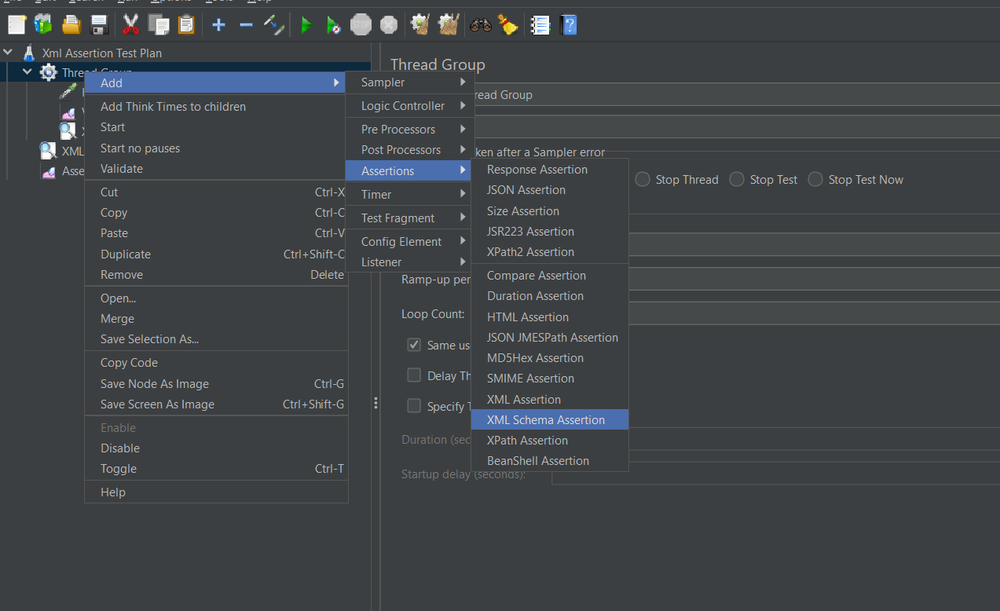 Xml Assertion Test Plan
Thread Group
Add
Add Think Times to children
Start
Start no pauses
Validate
Cut Ctrl-X
Copy Ctrl-C
Paste Ctrl-V
Duplicate Ctrl+Shift-C
Remove Delete
Open...
Merge
Save Selection As...
Copy Code
Save Node As Image Ctrl-G
Save Screen As Image Ctrl+Shift-G
Enable
Disable
Toggle Ctrl-T
Help
XML
Sampler
Logic Controller
Pre Processors
Post Processors
Assertions
Timer
Test Fragment
Config Element
Listener
Response Assertion
JSON Assertion
Size Assertion
JSR223 Assertion
XPath2 Assertion
Compare Assertion
Duration Assertion
HTML Assertion
JSON JMESPath Assertion
MD5Hex Assertion
SMIME Assertion
XML Assertion
XML Schema Assertion
XPath Assertion
BeanShell Assertion
Thread Group
read Group
ken after a Sampler error
Stop Thread Stop Test Stop Test Now
Ramp-up per
Loop Count:
Same us
Delay Th
Specify
Duration (sec
Startup delay (seconds):